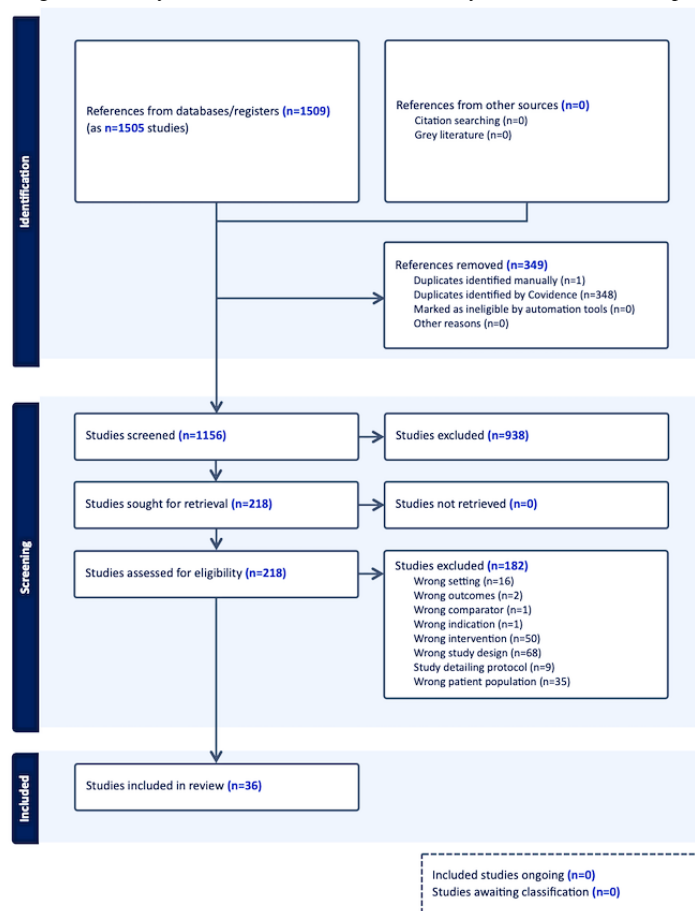 Identification
References from databases/registers (n=1509)
(as n=1505 studies)
References from other sources (n=0)
Citation searching (n=0)
Grey literature (n=0)
References removed (n=349)
Duplicates identified manually (n=1)
Duplicates identified by Covidence (n=348)
Marked as ineligible by automation tools (n=0)
Other reasons (n=0)
Screening
Studies screened (n=1156)
Studies excluded (n=938)
Studies sought for retrieval (n=218)
Studies not retrieved (n=0)
Studies assessed for eligibility (n=218)
Studies excluded (n=182)
Wrong setting (n=16)
Wrong outcomes (n=2)
Wrong comparator (n=1)
Wrong indication (n=1)
Wrong intervention (n=50)
Wrong study design (n=68)
Study detailing protocol (n=9)
Wrong patient population (n=35)
Included
Studies included in review (n=36)
Included studies ongoing (n=0)
Studies awaiting classification (n=0)